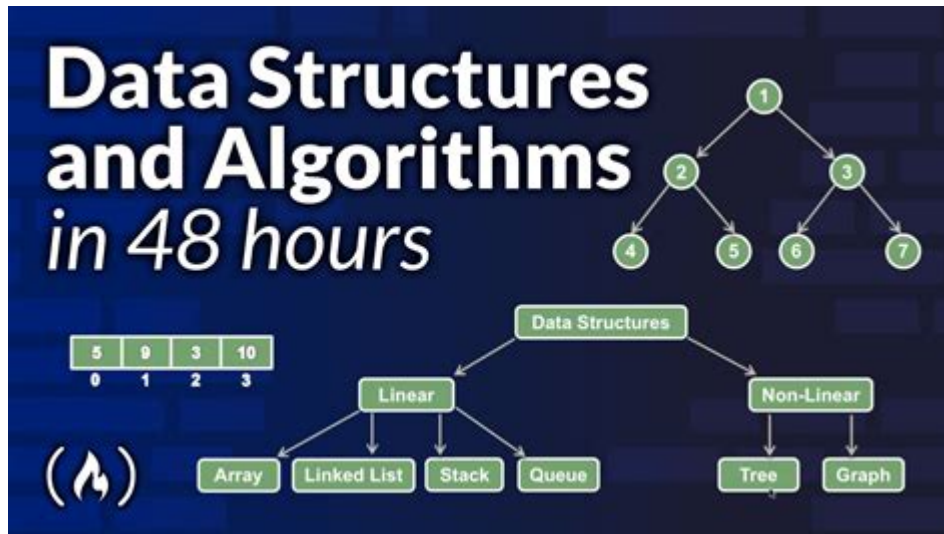 Data Structures
and Algorithms
in 48 hours
1
2 3
4 5 6 7
5 9 3 10
0 1 2 3
Data Structures
Linear Non-Linear
Array Linked List Stack Queue Tree Graph